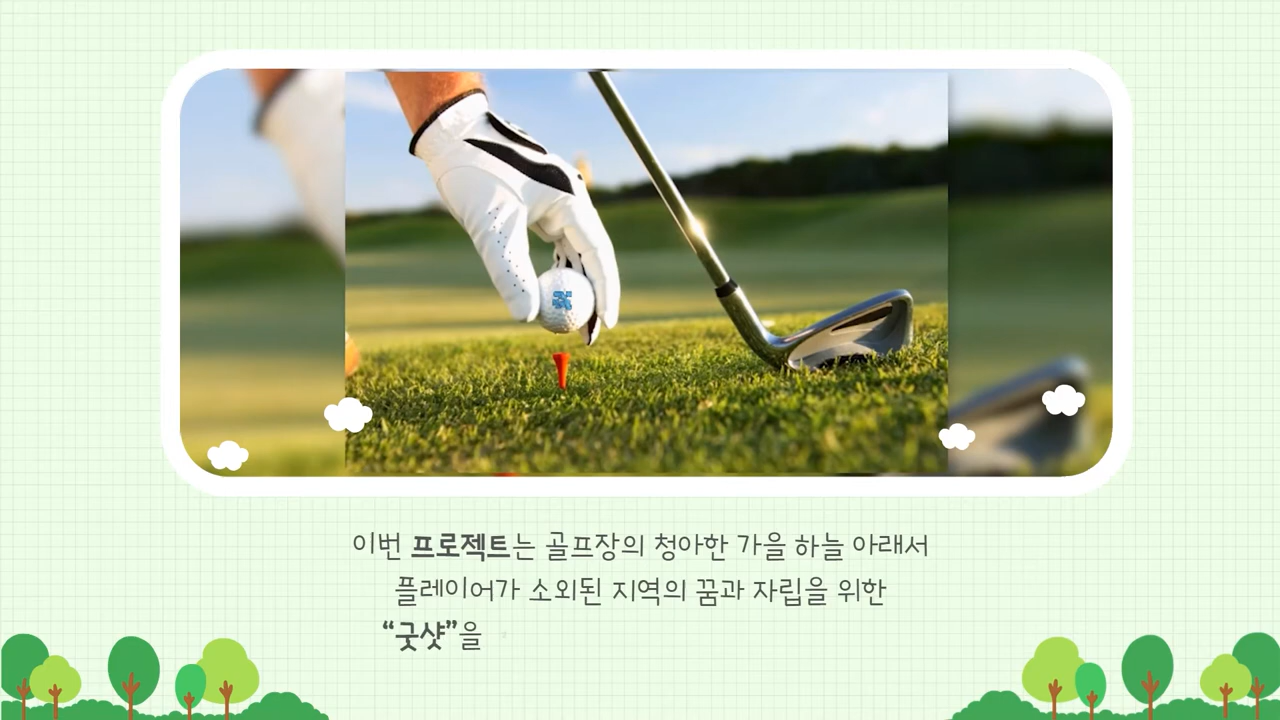 이번 프로젝트는 골프장의 청아한 가을 하늘 아래서
플레이어가 소외된 지역의 꿈과 자립을 위한
“굿샷”을